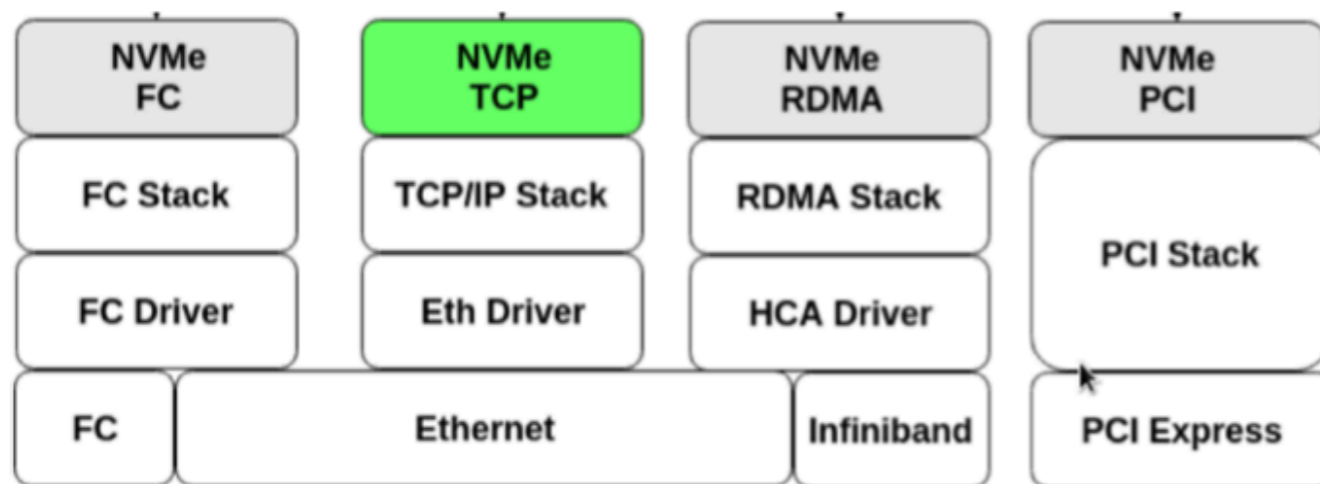 NVMe
FC
NVMe
TCP
NVMe
RDMA
NVMe
PCI
FC Stack
TCP/IP Stack
RDMA Stack
PCI Stack
FC Driver
Eth Driver
HCA Driver
FC
Ethernet
Infiniband
PCI Express